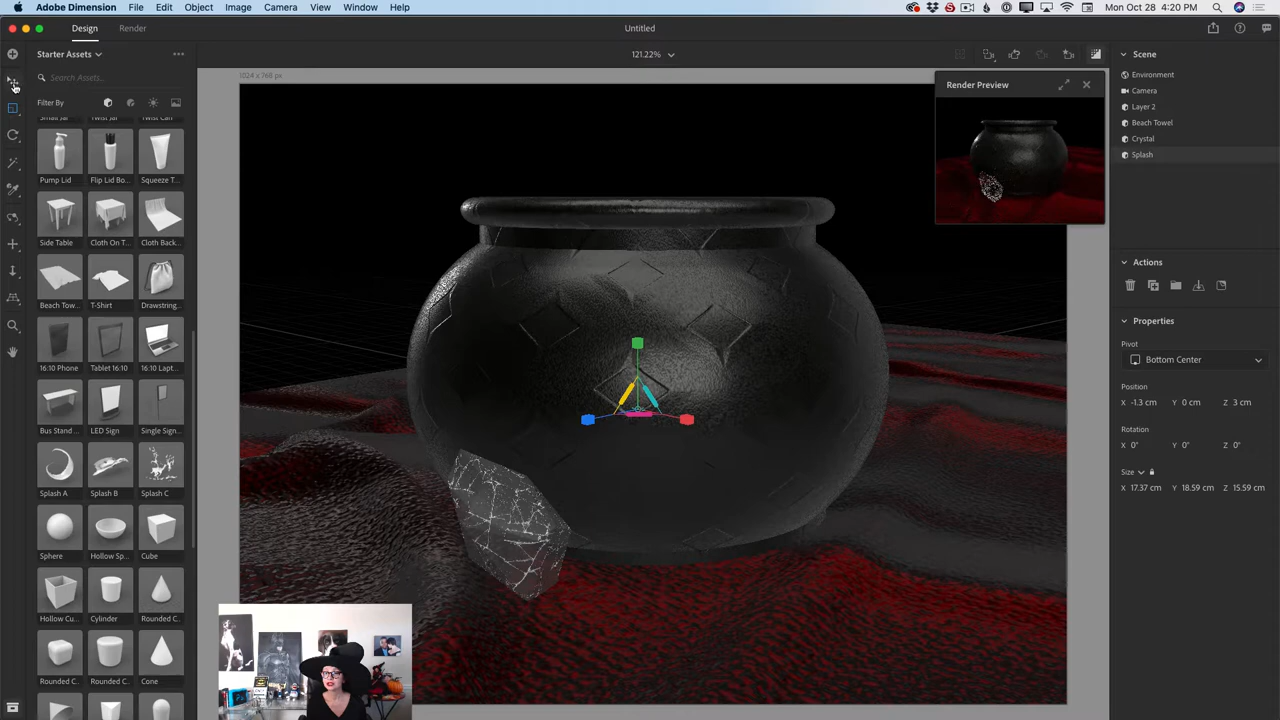 Adobe Dimension File Edit Object Image Camera View Window Help
Mon Oct 28 4:20 PM
Design Render
Untitled
Starter Assets
121.22%
Search Assets...
Filter By
1024 x 768 px
Render Preview
Scene
Environment
Camera
Layer 2
Beach Towel
Crystal
Splash
Pump Lid Flip Lid Bo... Squeeze T...
Side Table Cloth On T... Cloth Back...
Beach Tow... T-Shirt Drawstring...
16:10 Phone Tablet 16:10 16:10 Lapt...
Bus Stand ... LED Sign Single Sign...
Splash A Splash B Splash C
Sphere Hollow Sp... Cube
Hollow Cu... Cylinder Rounded C...
Rounded C... Rounded C... Cone
Actions
Properties
Pivot
Bottom Center
Position
X -1.3 cm Y 0 cm Z 3 cm
Rotation
X 0° Y 0° Z 0°
Size
X 17.37 cm Y 18.59 cm Z 15.59 cm